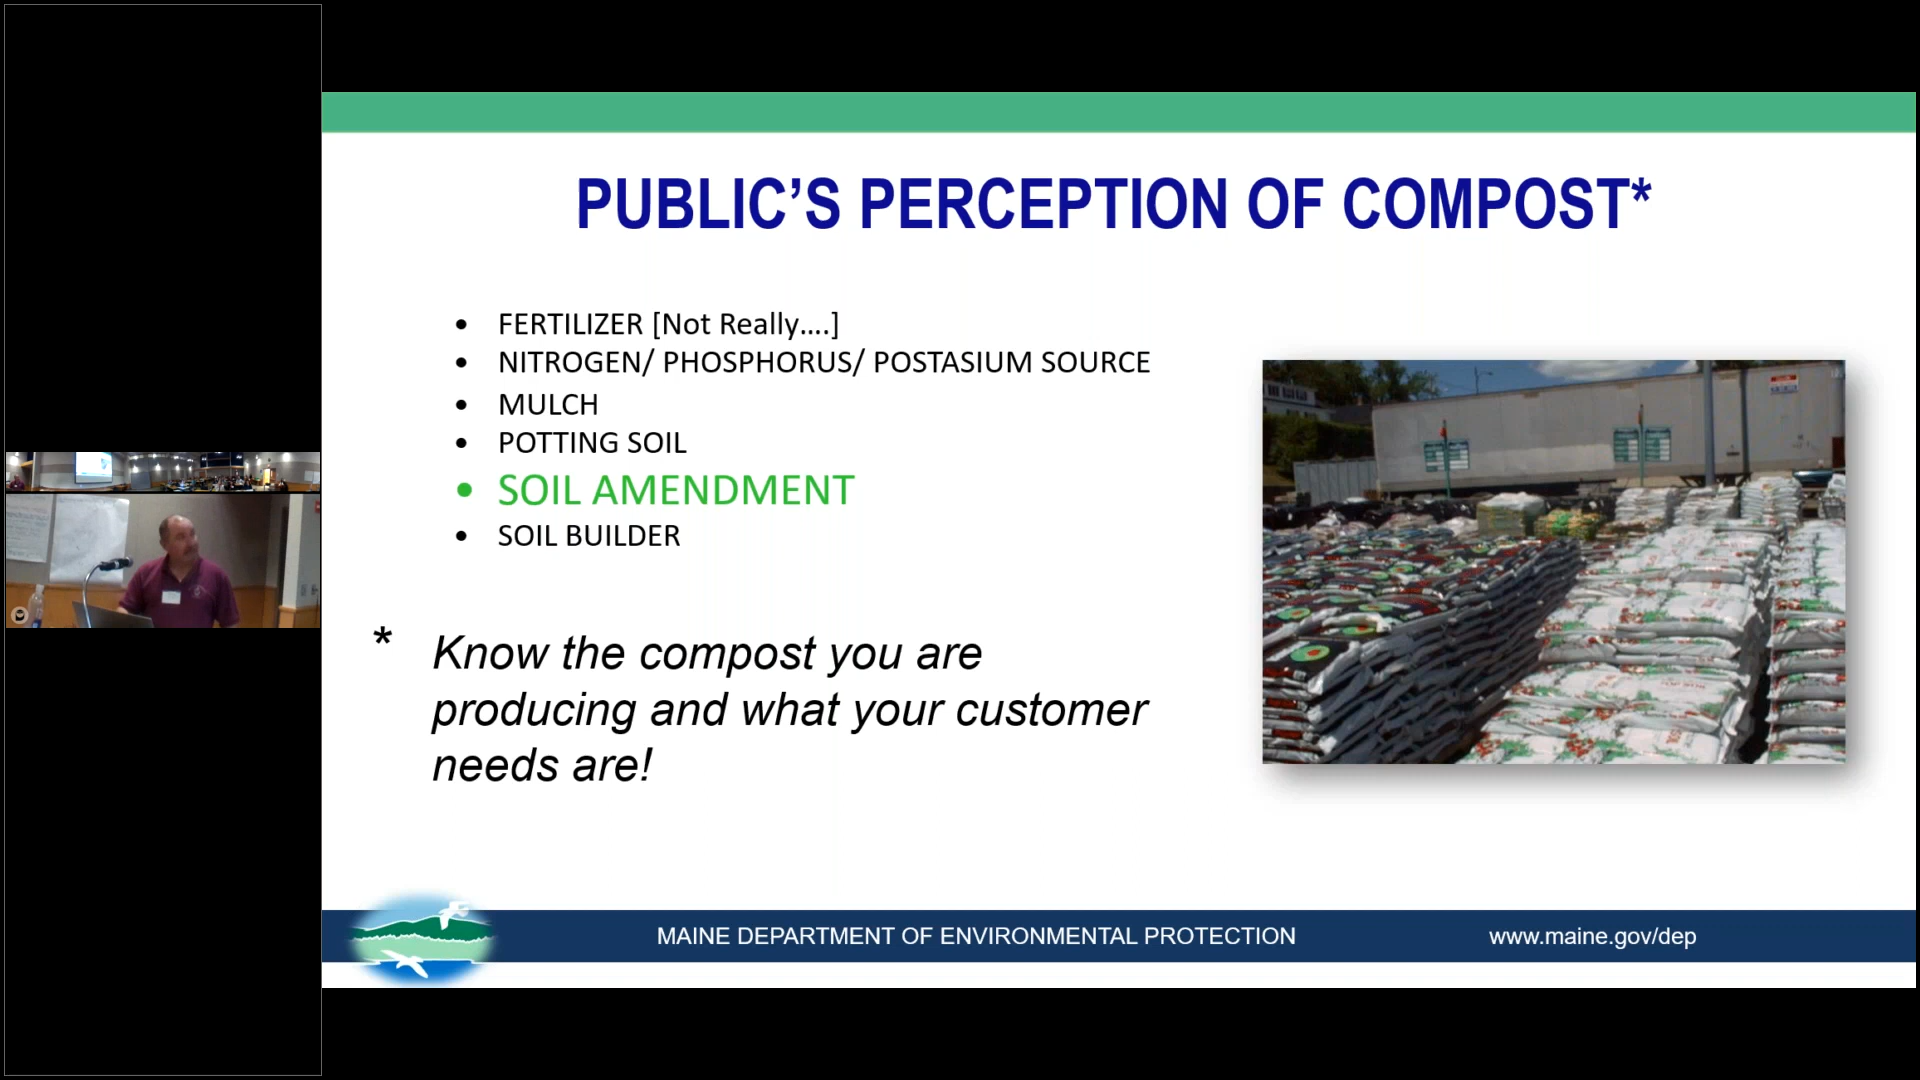 PUBLIC’S PERCEPTION OF COMPOST*
• FERTILIZER [Not Really....]
• NITROGEN/ PHOSPHORUS/ POSTASIUM SOURCE
• MULCH
• POTTING SOIL
• SOIL AMENDMENT
• SOIL BUILDER
* Know the compost you are
producing and what your customer
needs are!
MAINE DEPARTMENT OF ENVIRONMENTAL PROTECTION
www.maine.gov/dep